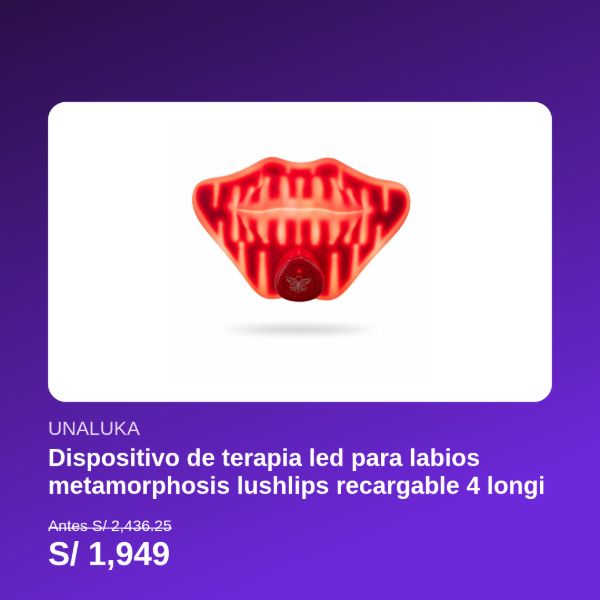 UNALUKA
Dispositivo de terapia led para labios
metamorphosis lushlips recargable 4 longi
Antes S/ 2,436.25
S/ 1,949